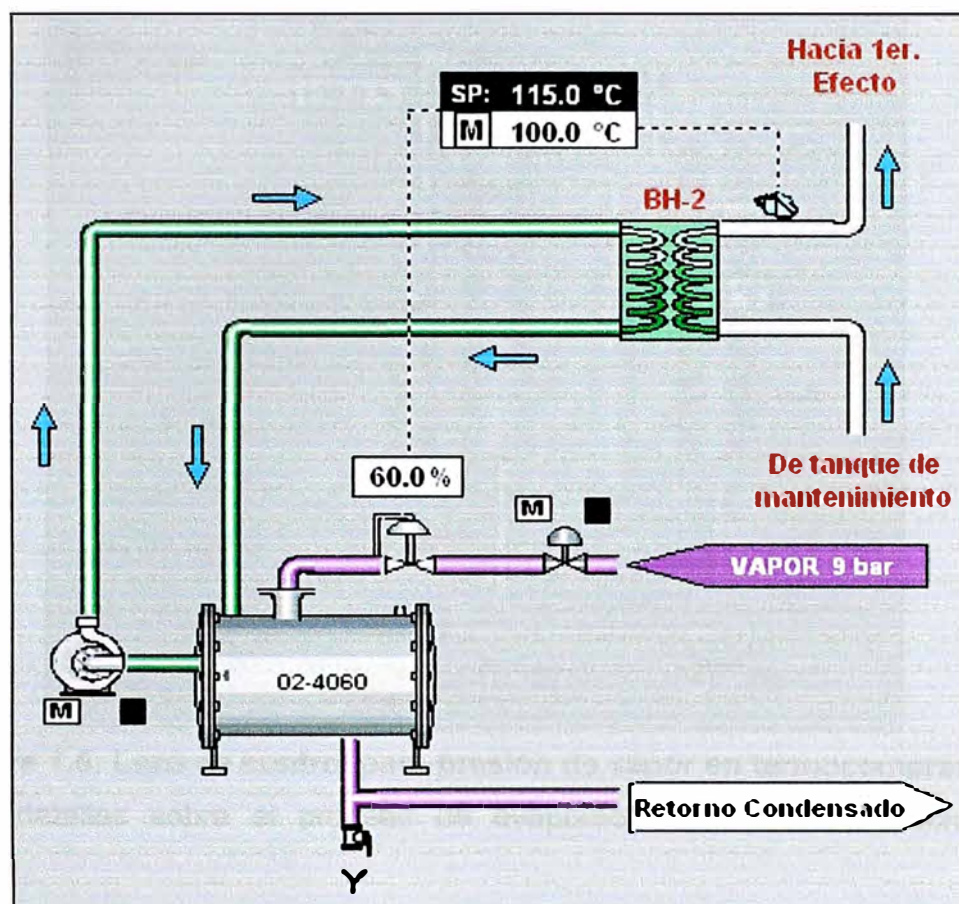 Hacia 1er.
Efecto
SP: 115.0 °C
M 100.0 °C
BH-2
60.0 %
M
De tanque de
mantenimiento
VAPOR 9 bar
02-4060
M
Retorno Condensado